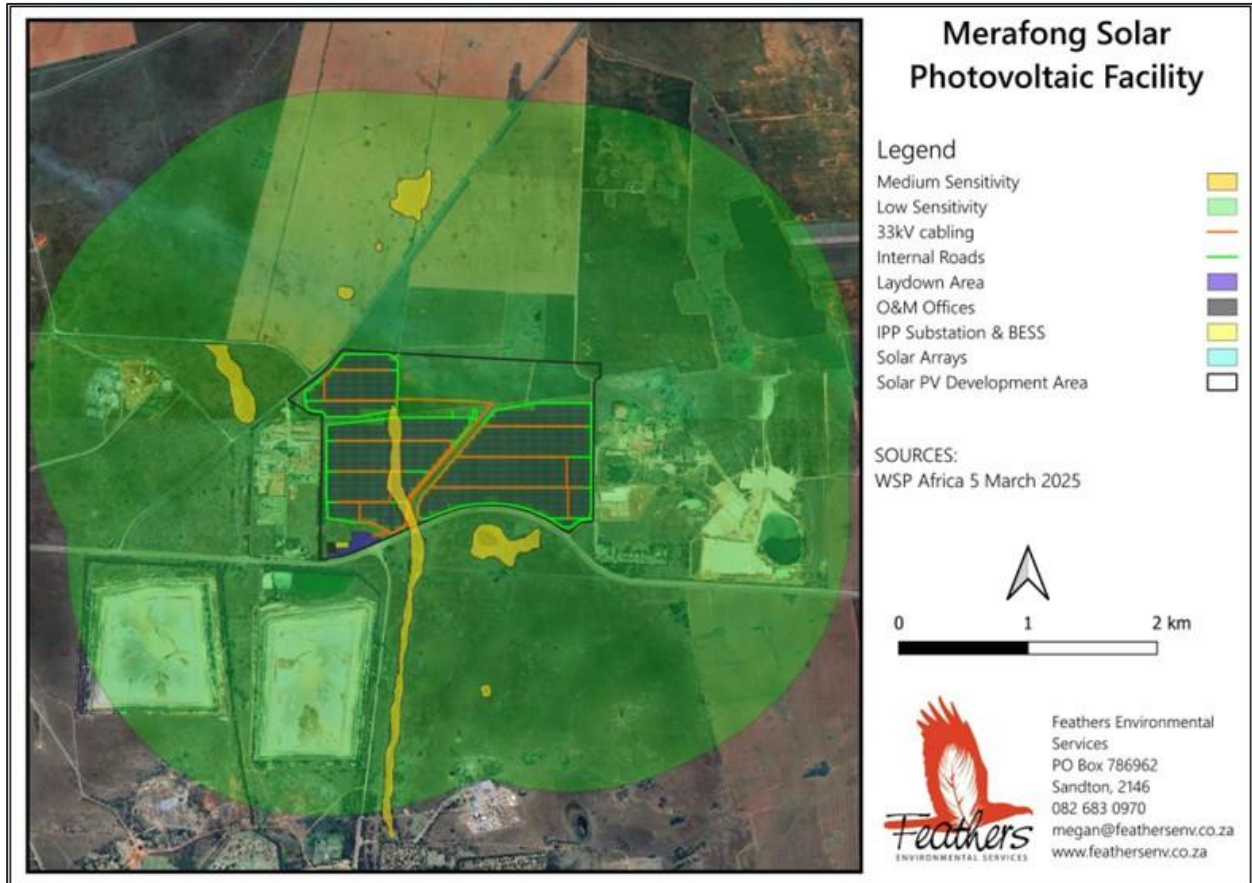 Merafong Solar
Photovoltaic Facility
Legend
Medium Sensitivity
Low Sensitivity
33kV cabling
Internal Roads
Laydown Area
O&M Offices
IPP Substation & BESS
Solar Arrays
Solar PV Development Area
SOURCES:
WSP Africa 5 March 2025
0 1 2 km
Feathers
ENVIRONMENTAL SERVICES
Feathers Environmental
Services
PO Box 786962
Sandton, 2146
082 683 0970
megan@feathersenv.co.za
www.feathersenv.co.za